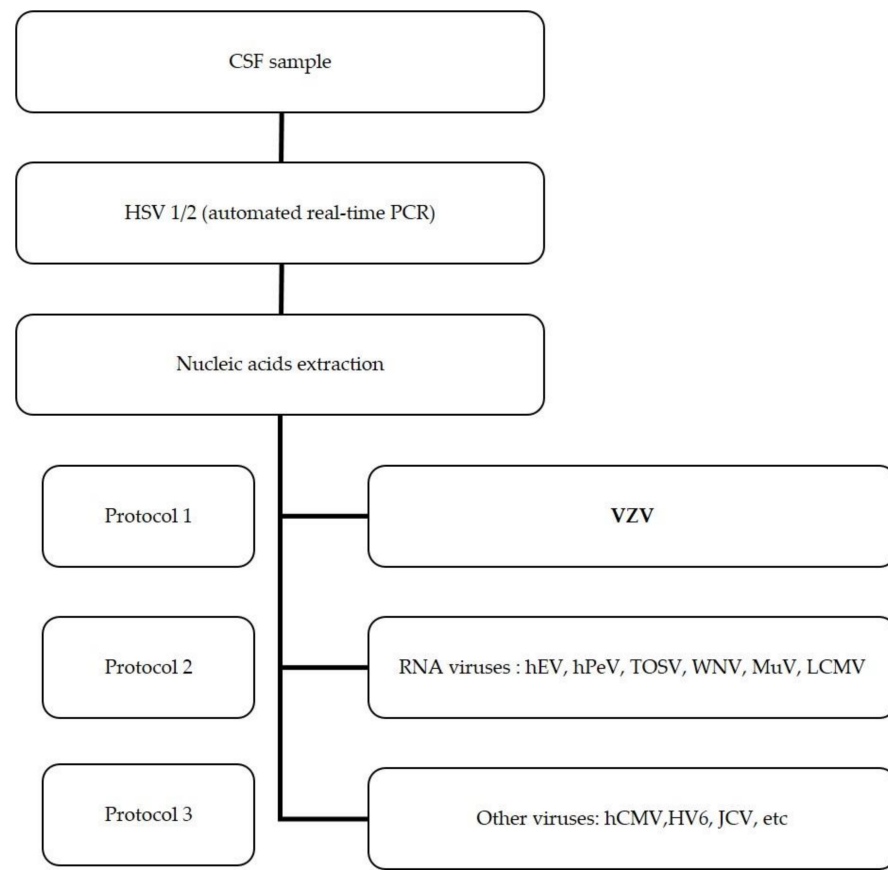 CSF sample
HSV 1/2 (automated real-time PCR)
Nucleic acids extraction
Protocol 1
VZV
Protocol 2
RNA viruses : hEV, hPeV, TOSV, WNV, MuV, LCMV
Protocol 3
Other viruses: hCMV,HV6, JCV, etc